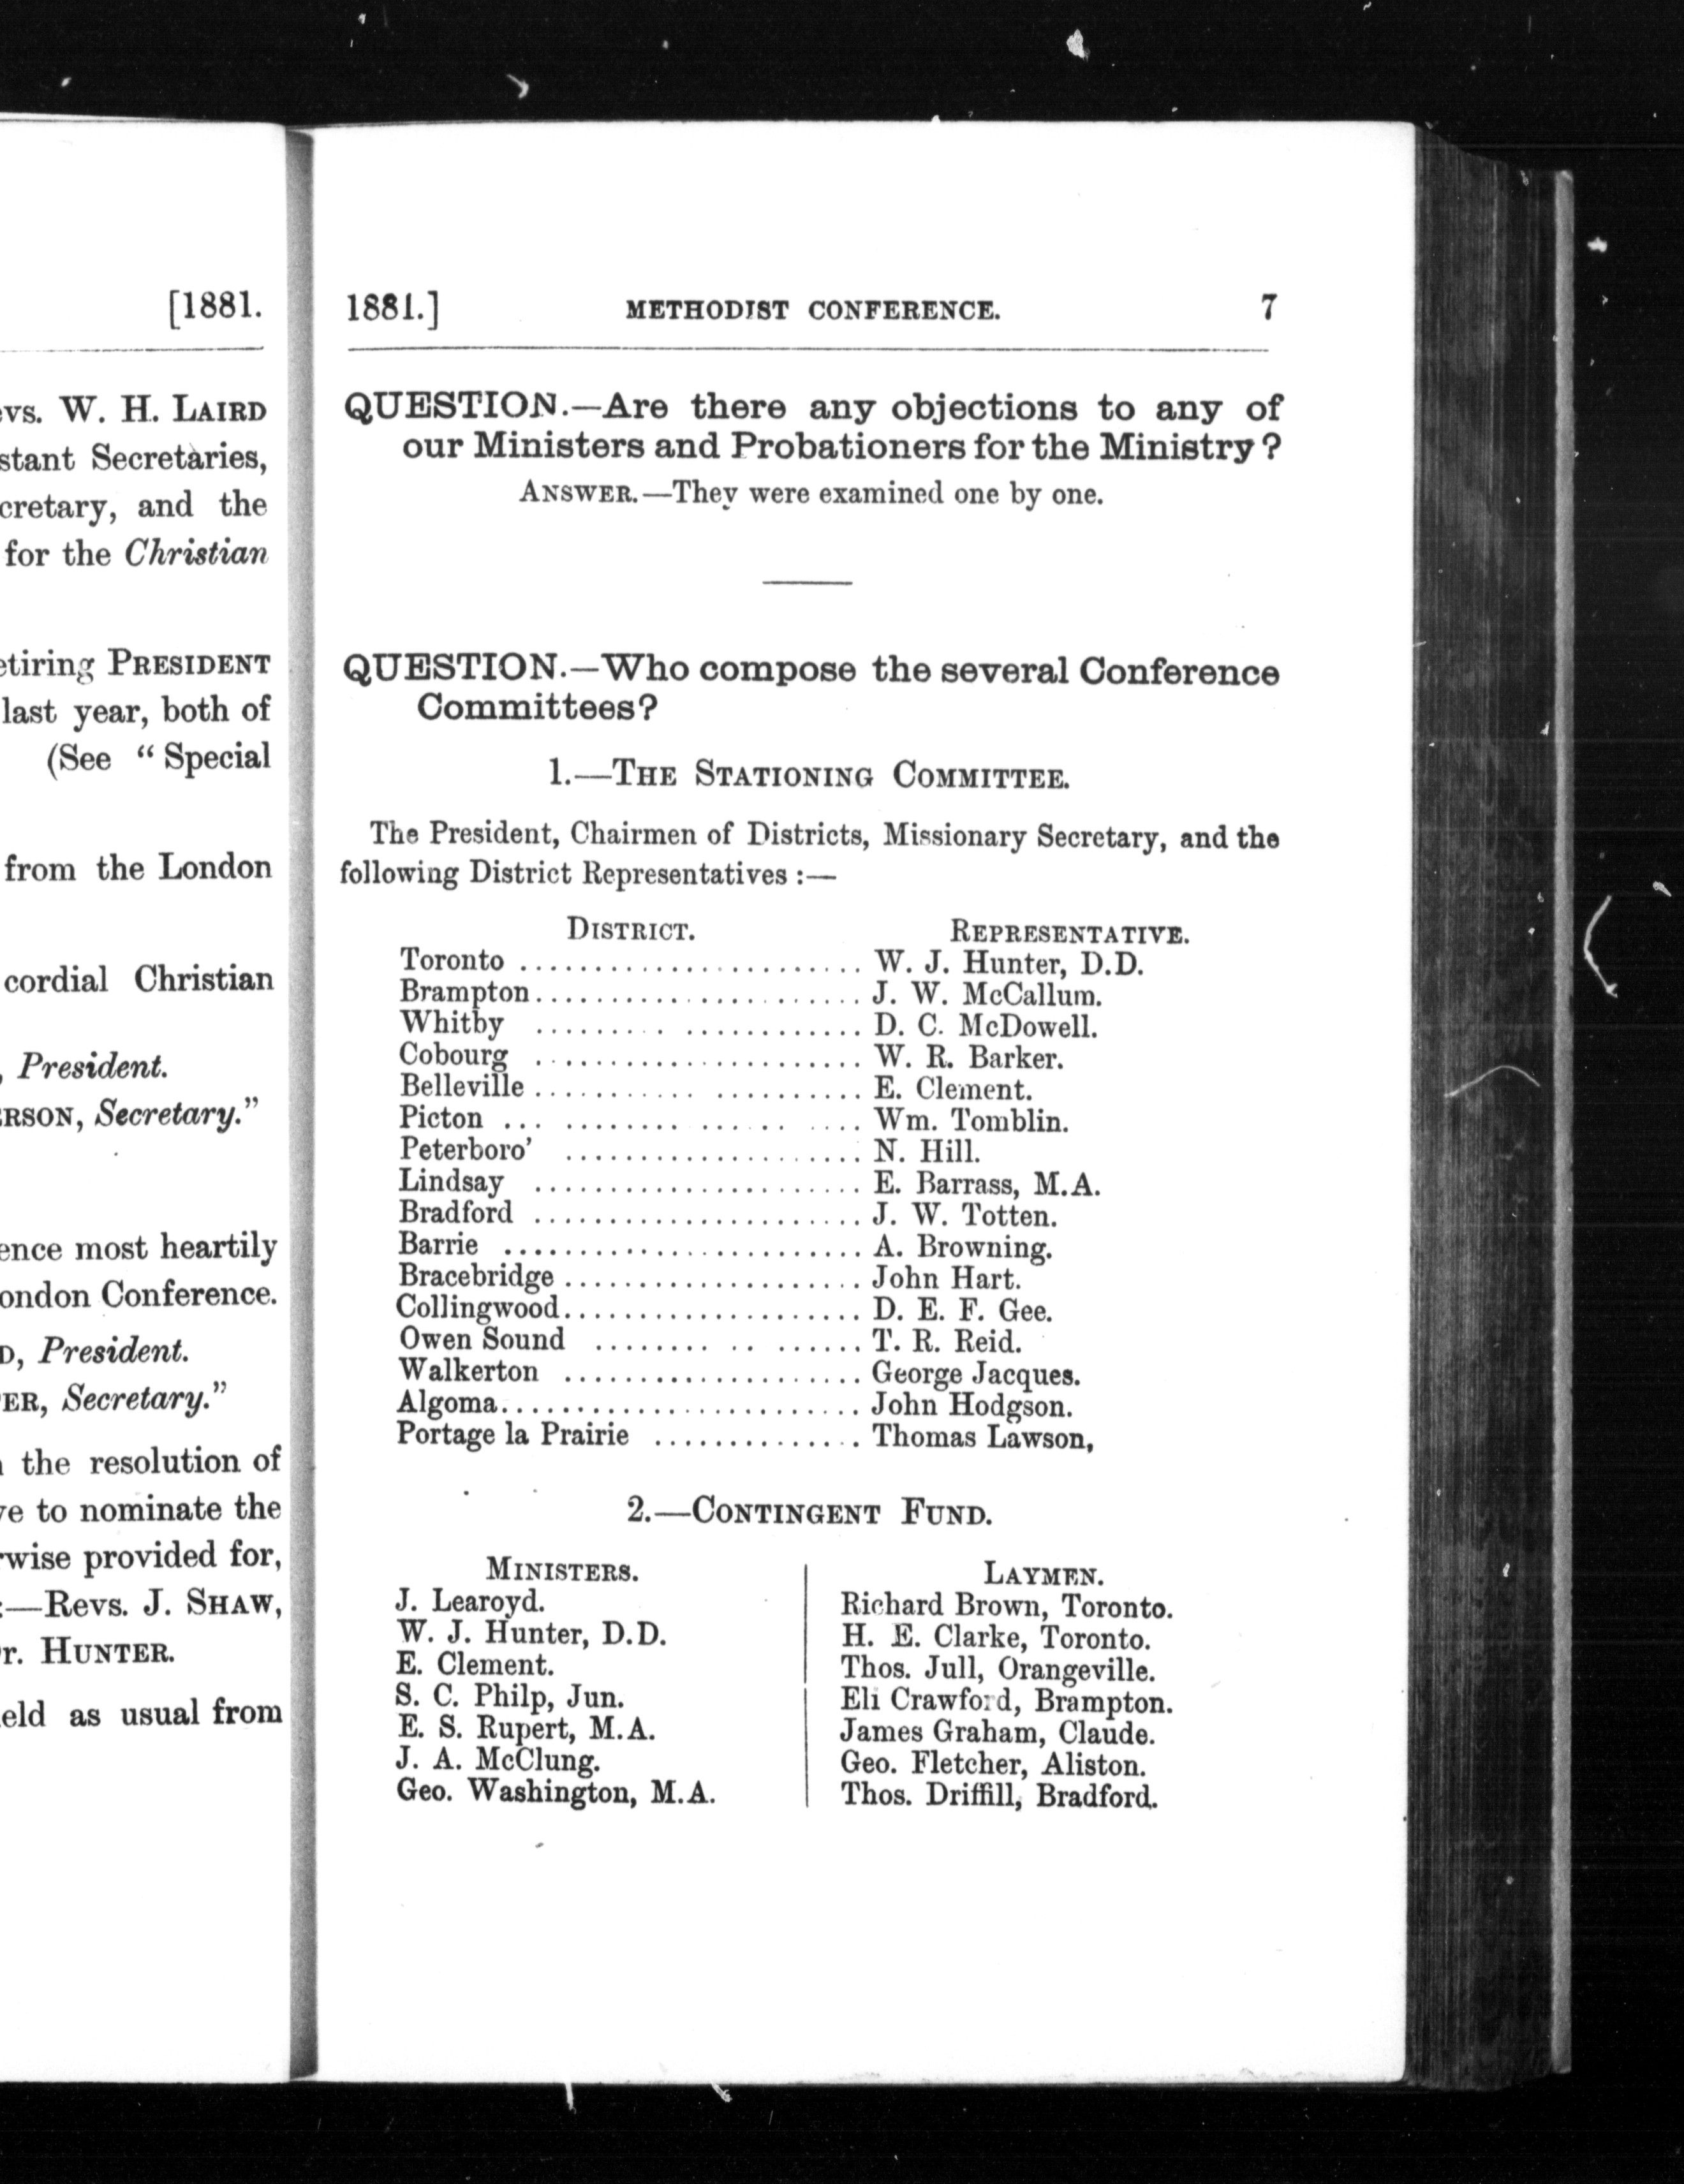 [1881.
evs. W. H. LAIRD
stant Secretaries,
cretary, and the
for the Christian
etiring PRESIDENT
last year, both of
(See “ Special
from the London
cordial Christian
, President.
ERSON, Secretary.”
ence most heartily
ondon Conference.
D, President.
ER, Secretary.”
the resolution of
ve to nominate the
rwise provided for,
:—Revs. J. SHAW,
r. HUNTER.
eld as usual from
1881.] METHODIST CONFERENCE. 7
QUESTION.—Are there any objections to any of
our Ministers and Probationers for the Ministry?
ANSWER.—They were examined one by one.
QUESTION.—Who compose the several Conference
Committees?
1.—THE STATIONING COMMITTEE.
The President, Chairmen of Districts, Missionary Secretary, and the
following District Representatives :—
DISTRICT. REPRESENTATIVE.
Toronto ....................... W. J. Hunter, D.D.
Brampton...................... J. W. McCallum.
Whitby ...................... D. C. McDowell.
Cobourg ...................... W. R. Barker.
Belleville ...................... E. Clement.
Picton ........................ Wm. Tomblin.
Peterboro’ .................... N. Hill.
Lindsay ...................... E. Barrass, M.A.
Bradford ...................... J. W. Totten.
Barrie ........................ A. Browning.
Bracebridge .................... John Hart.
Collingwood.................... D. E. F. Gee.
Owen Sound .................. T. R. Reid.
Walkerton .................... George Jacques.
Algoma........................ John Hodgson.
Portage la Prairie .............. Thomas Lawson,
2.—CONTINGENT FUND.
MINISTERS.
J. Learoyd.
W. J. Hunter, D.D.
E. Clement.
S. C. Philp, Jun.
E. S. Rupert, M.A.
J. A. McClung.
Geo. Washington, M.A.
LAYMEN.
Richard Brown, Toronto.
H. E. Clarke, Toronto.
Thos. Jull, Orangeville.
Eli Crawford, Brampton.
James Graham, Claude.
Geo. Fletcher, Aliston.
Thos. Driffill, Bradford.